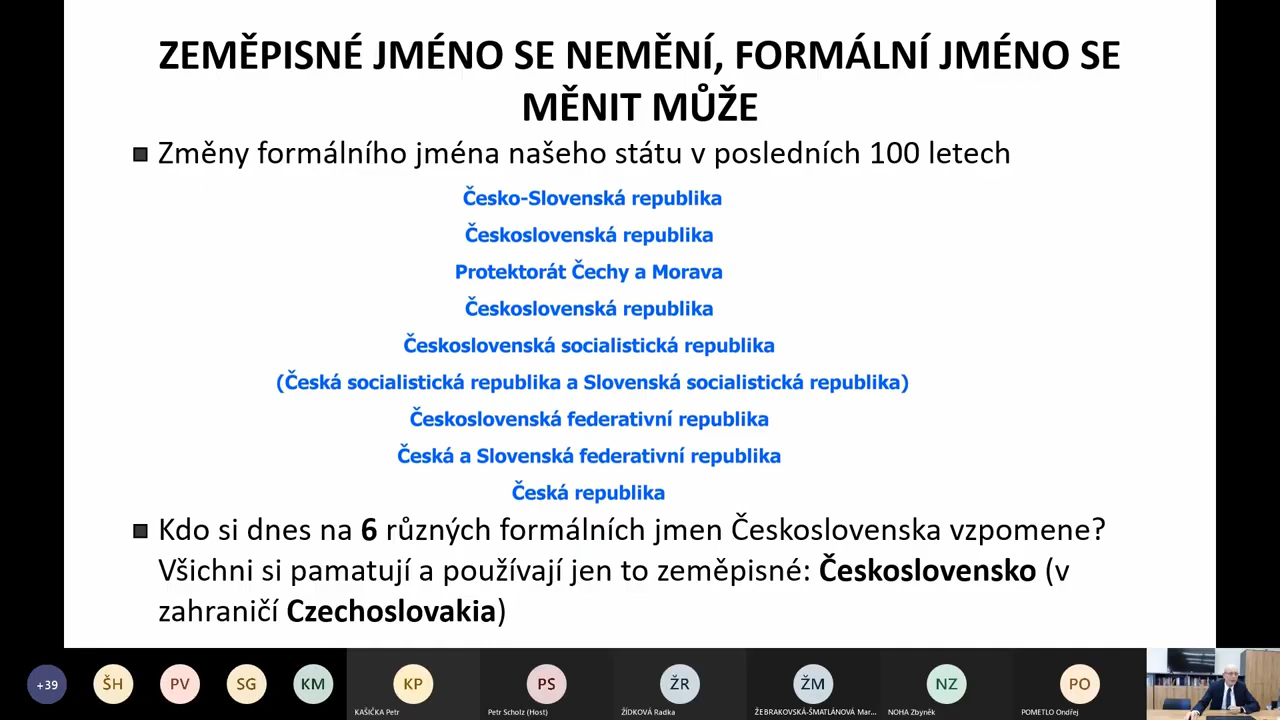 ZEMĚPISNÉ JMÉNO SE NEMĚNÍ, FORMÁLNÍ JMÉNO SE
MĚNIT MŮŽE
Změny formálního jména našeho státu v posledních 100 letech
Česko-Slovenská republika
Československá republika
Protektorát Čechy a Morava
Československá republika
Československá socialistická republika
(Česká socialistická republika a Slovenská socialistická republika)
Československá federativní republika
Česká a Slovenská federativní republika
Česká republika
Kdo si dnes na 6 různých formálních jmen Československa vzpomene?
Všichni si pamatují a používají jen to zeměpisné: Československo (v
zahraničí Czechoslovakia)
+39 ŠH PV SG KM KP PS ŽR ŽM NZ PO
KAŠIČKA Petr Petr Scholz (Host) ŽÍDKOVÁ Radka ŽEBRAKOVSKÁ-ŠMATLÁNOVÁ Mar... NOHA Zbyněk POMETLO Ondřej